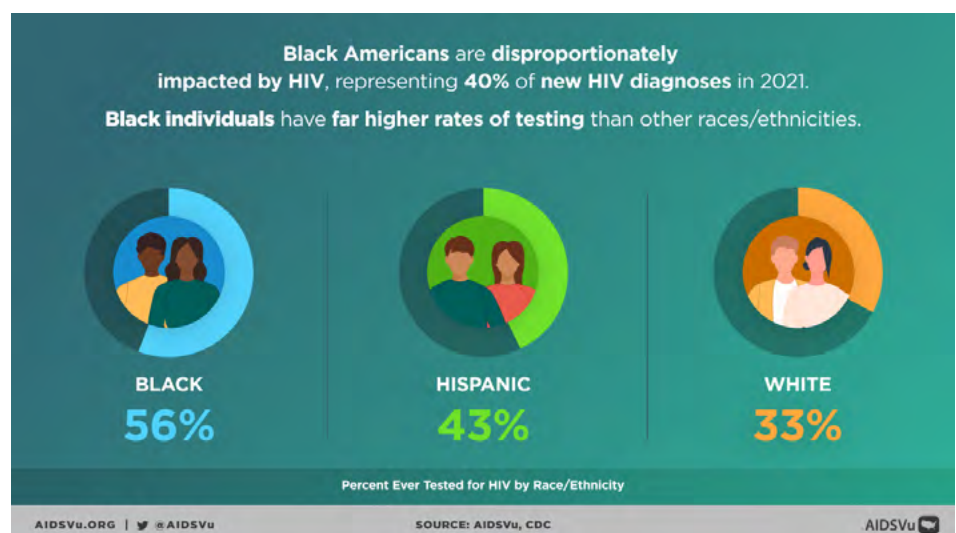 Black Americans are disproportionately
impacted by HIV, representing 40% of new HIV diagnoses in 2021.
Black individuals have far higher rates of testing than other races/ethnicities.
BLACK
56%
HISPANIC
43%
WHITE
33%
Percent Ever Tested for HIV by Race/Ethnicity
AIDSVu.ORG | @AIDSVu
SOURCE: AIDSVu, CDC
AIDSVu